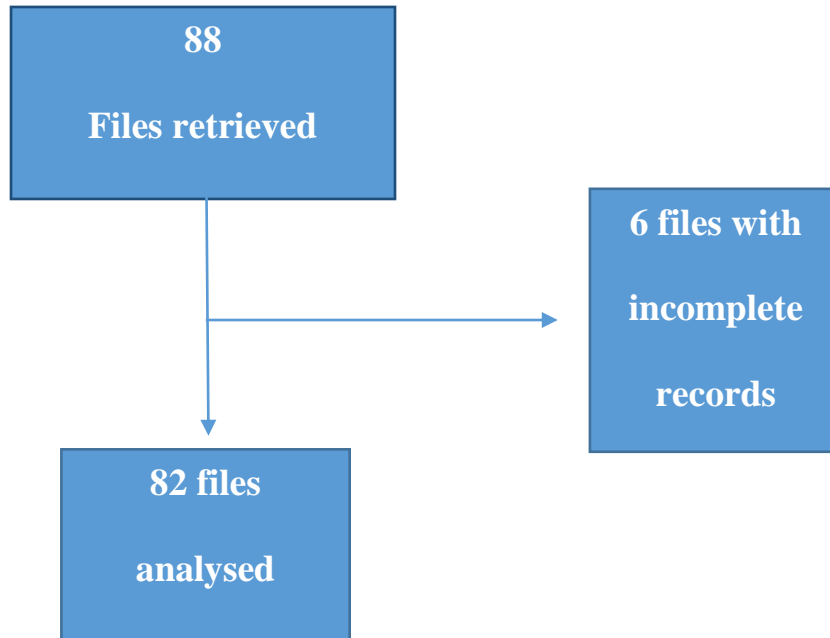 88
Files retrieved
6 files with
incomplete
records
82 files
analysed